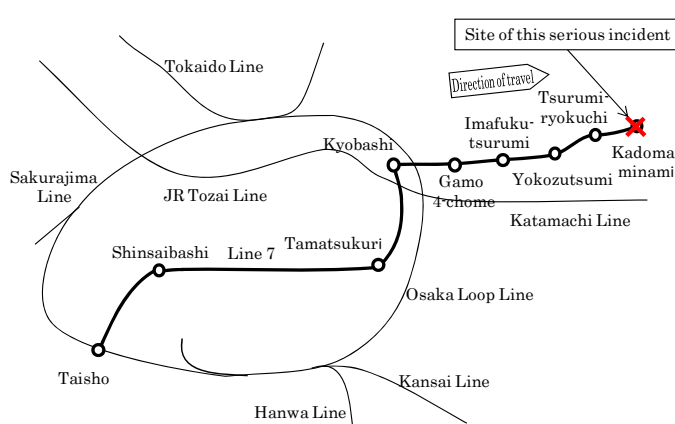 Site of this serious incident
Direction of travel
Tokaido Line
Tsurumi-
ryokuchi
Imafuku-
tsurumi
Kyobashi
Kadoma
minami
Sakurajima
Line
JR Tozai Line
Gamo
4-chome
Yokozutsumi
Katamachi Line
Shinsaibashi
Line 7
Tamatsukuri
Osaka Loop Line
Taisho
Kansai Line
Hanwa Line